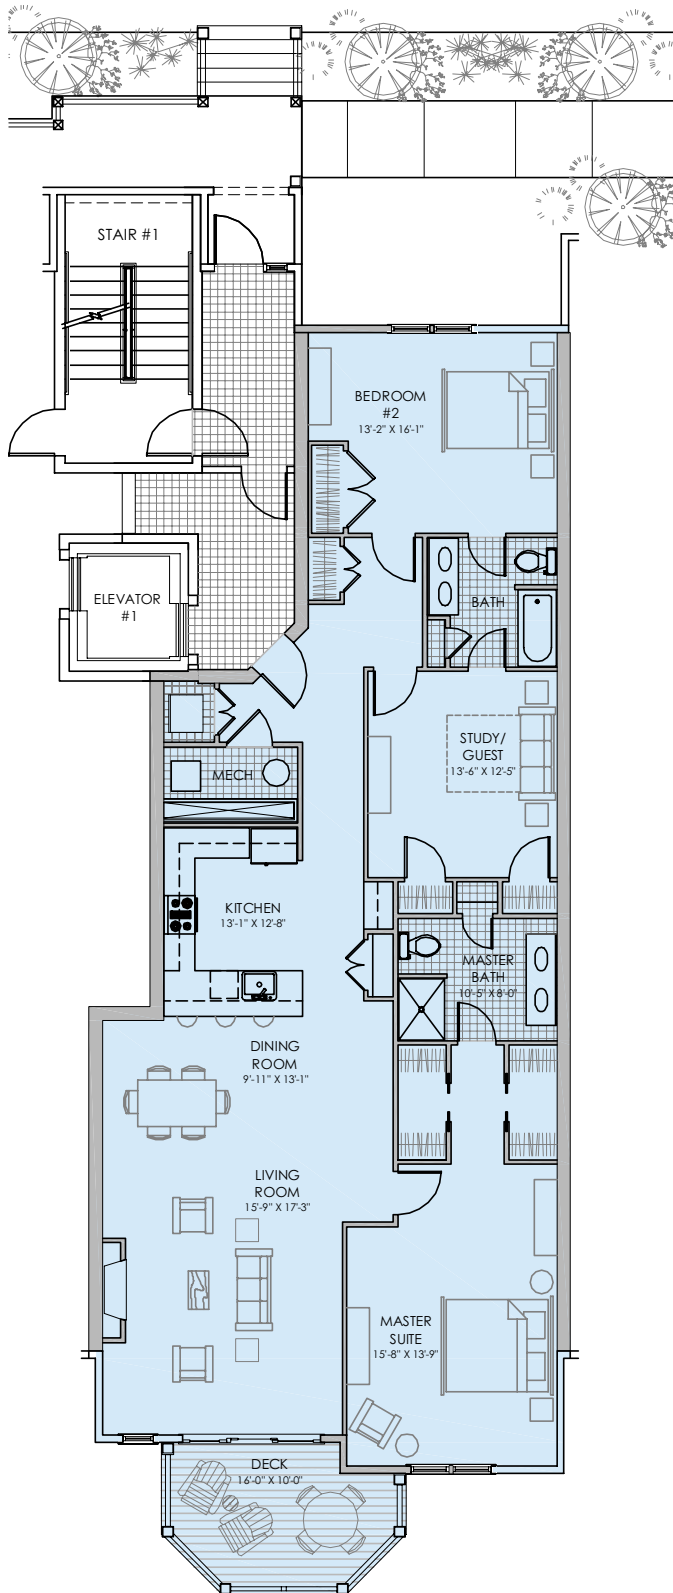 STAIR #1
BEDROOM
#2
13'-2" X 16'-1"
ELEVATOR
#1
BATH
STUDY/
GUEST
13'-6" X 12'-5"
MECH
KITCHEN
13'-1" X 12'-8"
MASTER
BATH
10'-5" X 8'-0"
DINING
ROOM
9'-11" X 13'-1"
LIVING
ROOM
15'-9" X 17'-3"
MASTER
SUITE
15'-8" X 13'-9"
DECK
16'-0" X 10'-0"